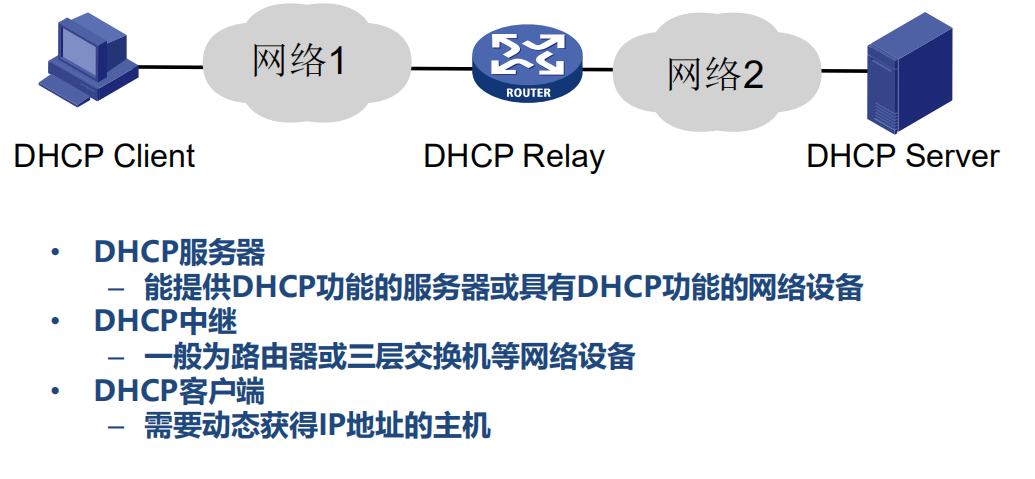 网络1
ROUTER
网络2
DHCP Client
DHCP Relay
DHCP Server
• DHCP服务器
– 能提供DHCP功能的服务器或具有DHCP功能的网络设备
• DHCP中继
– 一般为路由器或三层交换机等网络设备
• DHCP客户端
– 需要动态获得IP地址的主机